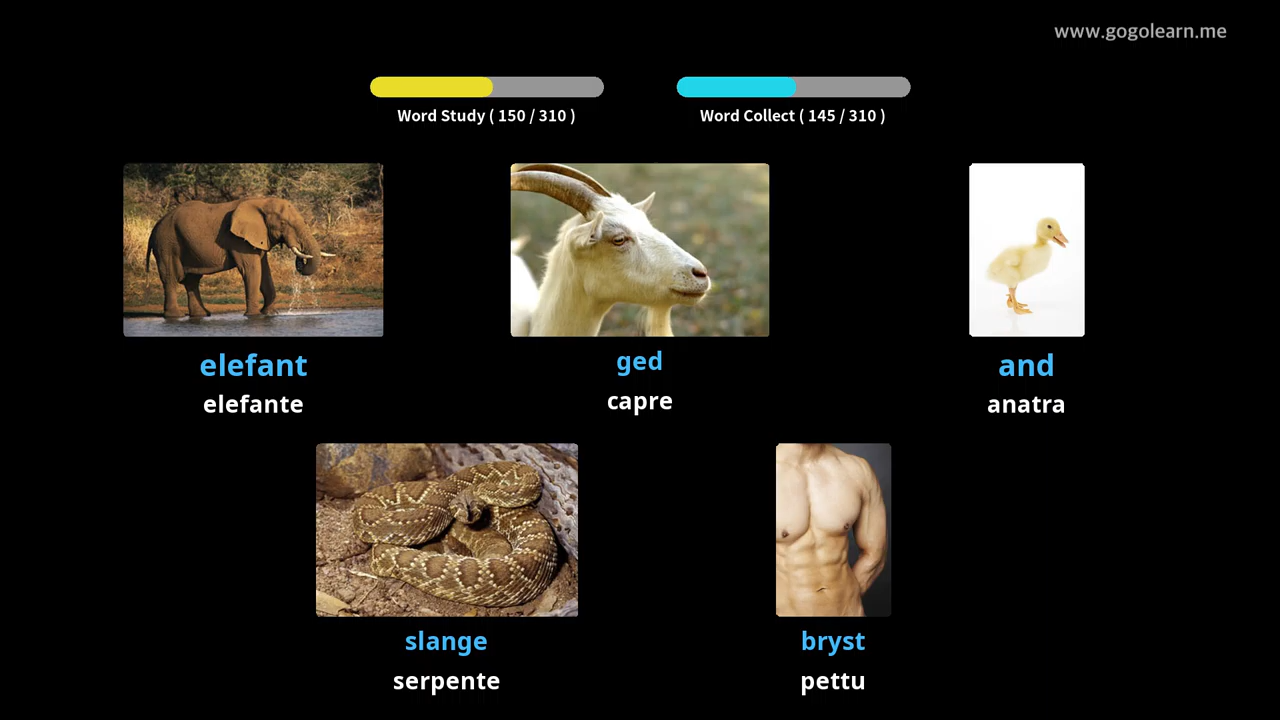 www.gogolearn.me
Word Study ( 150 / 310 )
Word Collect ( 145 / 310 )
elefant
elefante
ged
capre
and
anatra
slange
serpente
bryst
pettu